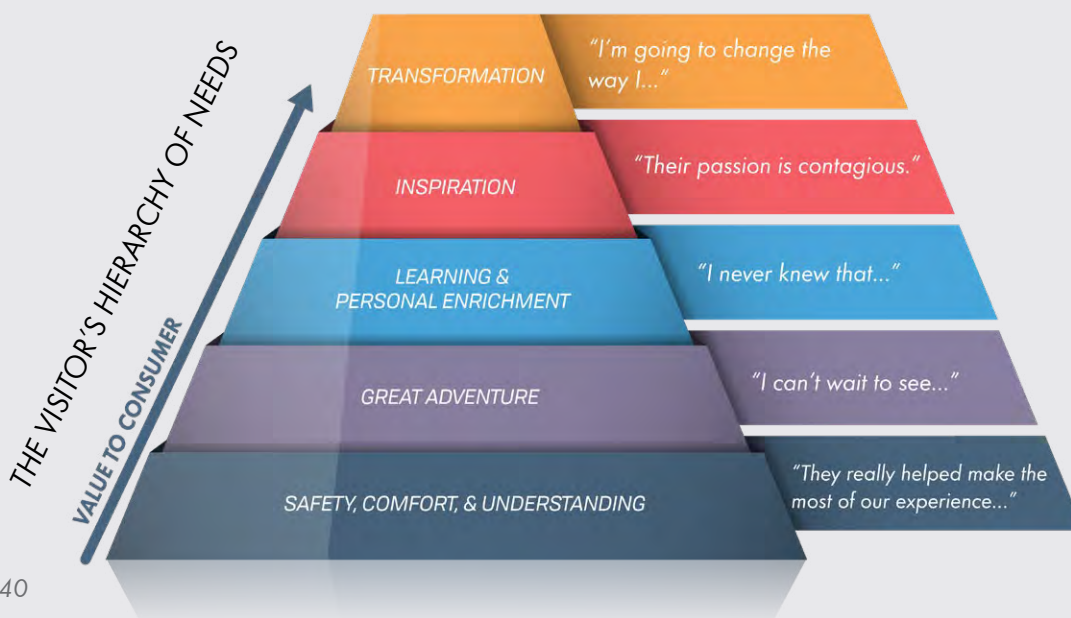 THE VISITOR'S HIERARCHY OF NEEDS
VALUE TO CONSUMER
TRANSFORMATION
"I'm going to change the
way I..."
INSPIRATION
"Their passion is contagious."
LEARNING &
PERSONAL ENRICHMENT
"I never knew that..."
GREAT ADVENTURE
"I can't wait to see..."
SAFETY, COMFORT, & UNDERSTANDING
"They really helped make the
most of our experience..."
40